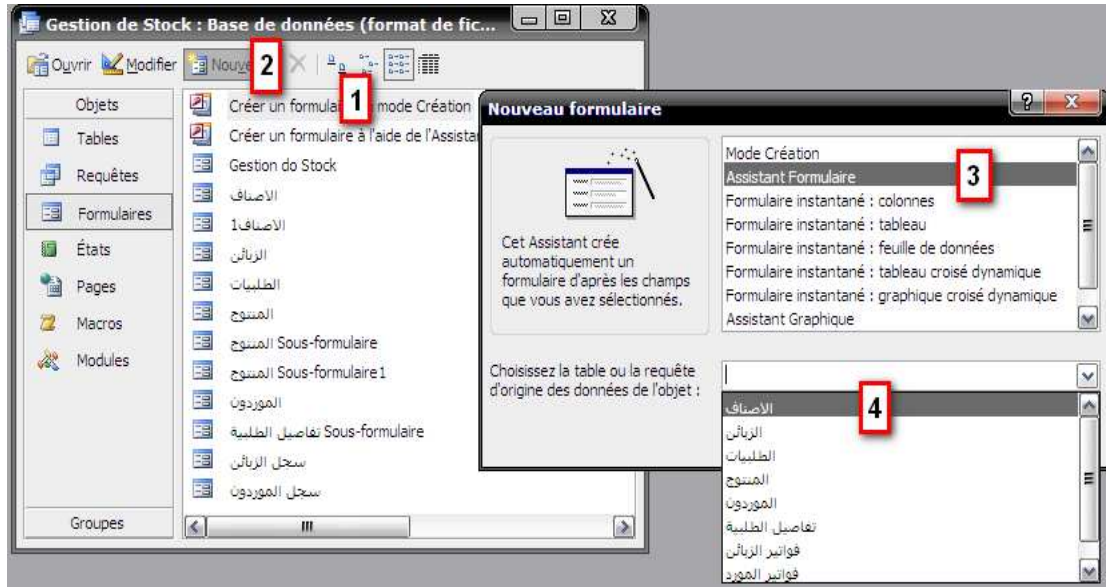 Gestion de Stock : Base de données (format de fic...
Ouvrir Modifier Nouve
2
1
Objets
Tables
Requêtes
Formulaires
États
Pages
Macros
Modules
Groupes
Créer un formulai mode Création
Créer un formulaire à l'aide de l'Assistan
Gestion do Stock
الاصناف
الاصناف1
الزبائن
الطلبيات
المنتوج
المنتوج Sous-formulaire
المنتوج Sous-formulaire1
الموردون
تفاصيل الطلبية Sous-formulaire
سجل الزبائن
سجل الموردون
Nouveau formulaire
Cet Assistant crée
automatiquement un
formulaire d'après les champs
que vous avez sélectionnés.
Mode Création
Assistant Formulaire
3
Formulaire instantané : colonnes
Formulaire instantané : tableau
Formulaire instantané : feuille de données
Formulaire instantané : tableau croisé dynamique
Formulaire instantané : graphique croisé dynamique
Assistant Graphique
Choisissez la table ou la requête
d'origine des données de l'objet :
الاصناف
4
الزبائن
الطلبيات
المنتوج
الموردون
تفاصيل الطلبية
فواتير الزبائن
فواتير المورد